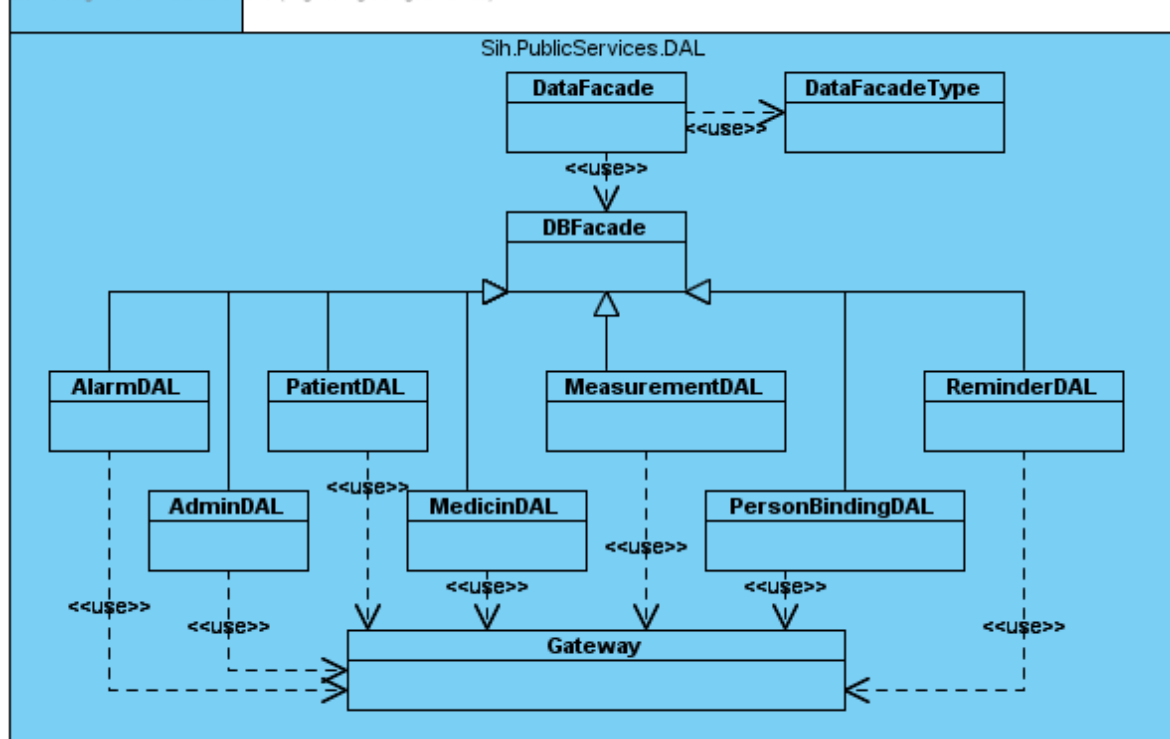 Sih.PublicServices.DAL
DataFacade
DataFacadeType
<<use>>
<<use>>
DBFacade
AlarmDAL
PatientDAL
MeasurementDAL
ReminderDAL
<<use>>
AdminDAL
MedicinDAL
PersonBindingDAL
<<use>>
<<use>>
<<use>>
<<use>>
<<use>>
<<use>>
Gateway